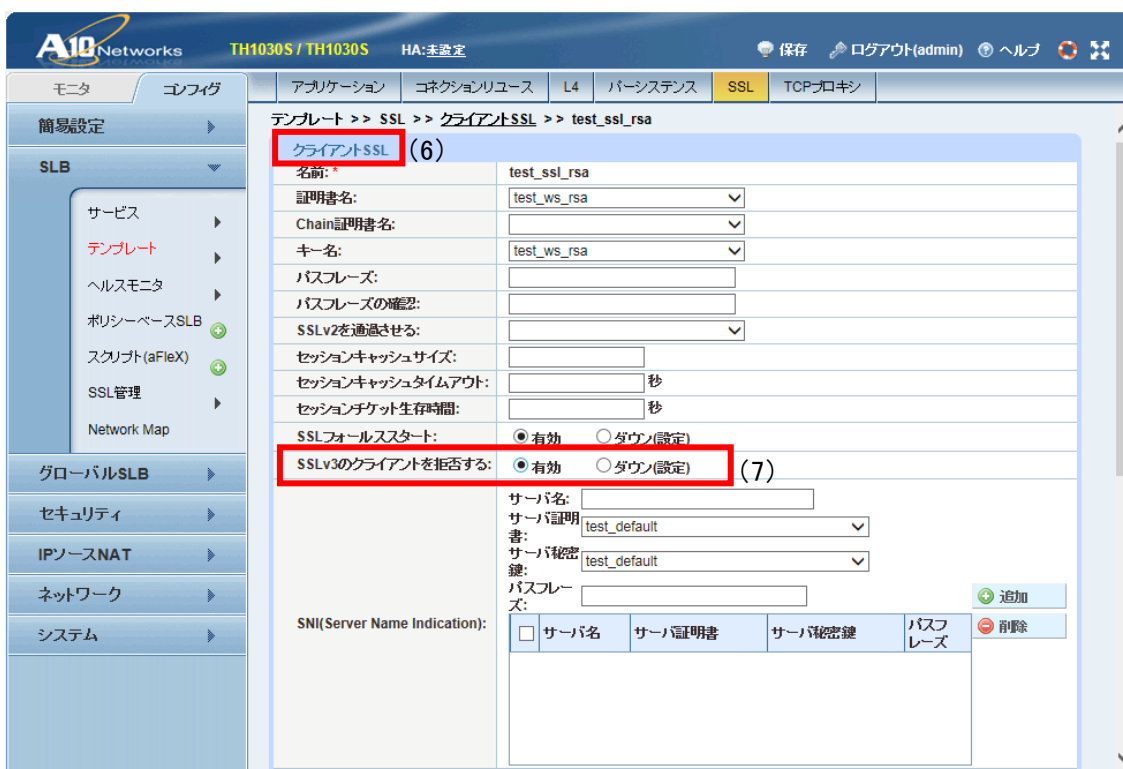 A10 Networks
TH1030S / TH1030S HA:未設定 保存 ログアウト(admin) ヘルプ
モニタ コンフィグ アプリケーション コネクションリユース L4 パーシステンス SSL TCPプロキシ
テンプレート >> SSL >> クライアントSSL >> test_ssl_rsa
簡易設定
SLB
サービス
テンプレート
ヘルスモニタ
ポリシーベースSLB
スクリプト(aFleX)
SSL管理
Network Map
グローバルSLB
セキュリティ
IPソースNAT
ネットワーク
システム
クライアントSSL (6)
名前: * test_ssl_rsa
証明書名: test_ws_rsa
Chain証明書名:
キー名: test_ws_rsa
パスフレーズ:
パスフレーズの確認:
SSLv2を通過させる:
セッションキャッシュサイズ:
セッションキャッシュタイムアウト: 秒
セッションチケット生存時間: 秒
SSLフォールススタート: 有効 ダウン(設定)
SSLv3のクライアントを拒否する: 有効 ダウン(設定) (7)
SNI(Server Name Indication):
サーバ名:
サーバ証明書: test_default
サーバ秘密鍵: test_default
パスフレーズ:
追加
サーバ名 サーバ証明書 サーバ秘密鍵 パスフレーズ
削除